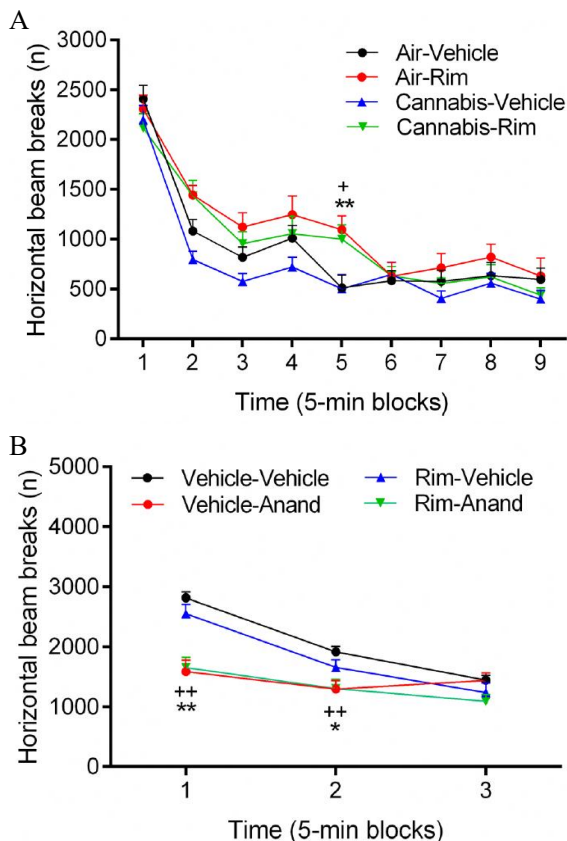 A
Horizontal beam breaks (n)
3000
2500
2000
1500
1000
500
0
Air-Vehicle
Air-Rim
Cannabis-Vehicle
Cannabis-Rim
+
**
1 2 3 4 5 6 7 8 9
Time (5-min blocks)
B
Horizontal beam breaks (n)
5000
4000
3000
2000
1000
0
Vehicle-Vehicle Rim-Vehicle
Vehicle-Anand Rim-Anand
++ ++
** *
1 2 3
Time (5-min blocks)